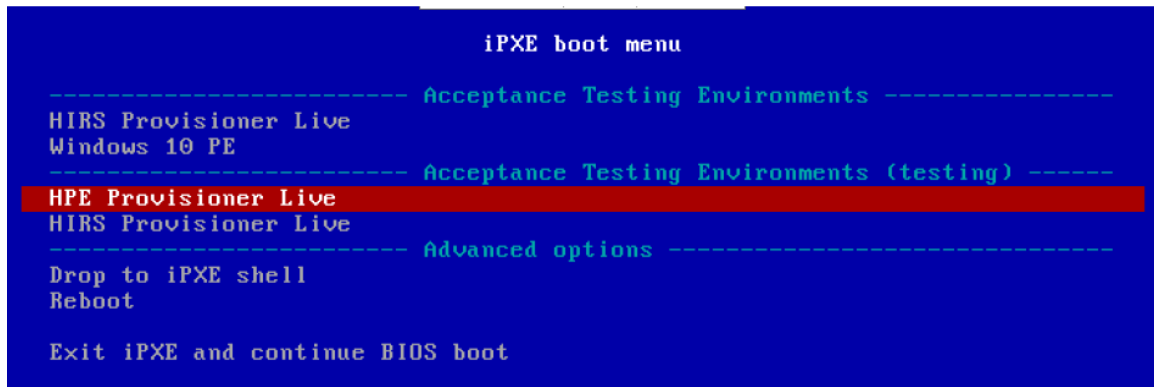 iPXE boot menu
------------------------- Acceptance Testing Environments ----------------
HIRS Provisioner Live
Windows 10 PE
------------------------- Acceptance Testing Environments (testing) ------
HPE Provisioner Live
HIRS Provisioner Live
------------------------- Advanced options -------------------------------
Drop to iPXE shell
Reboot
Exit iPXE and continue BIOS boot